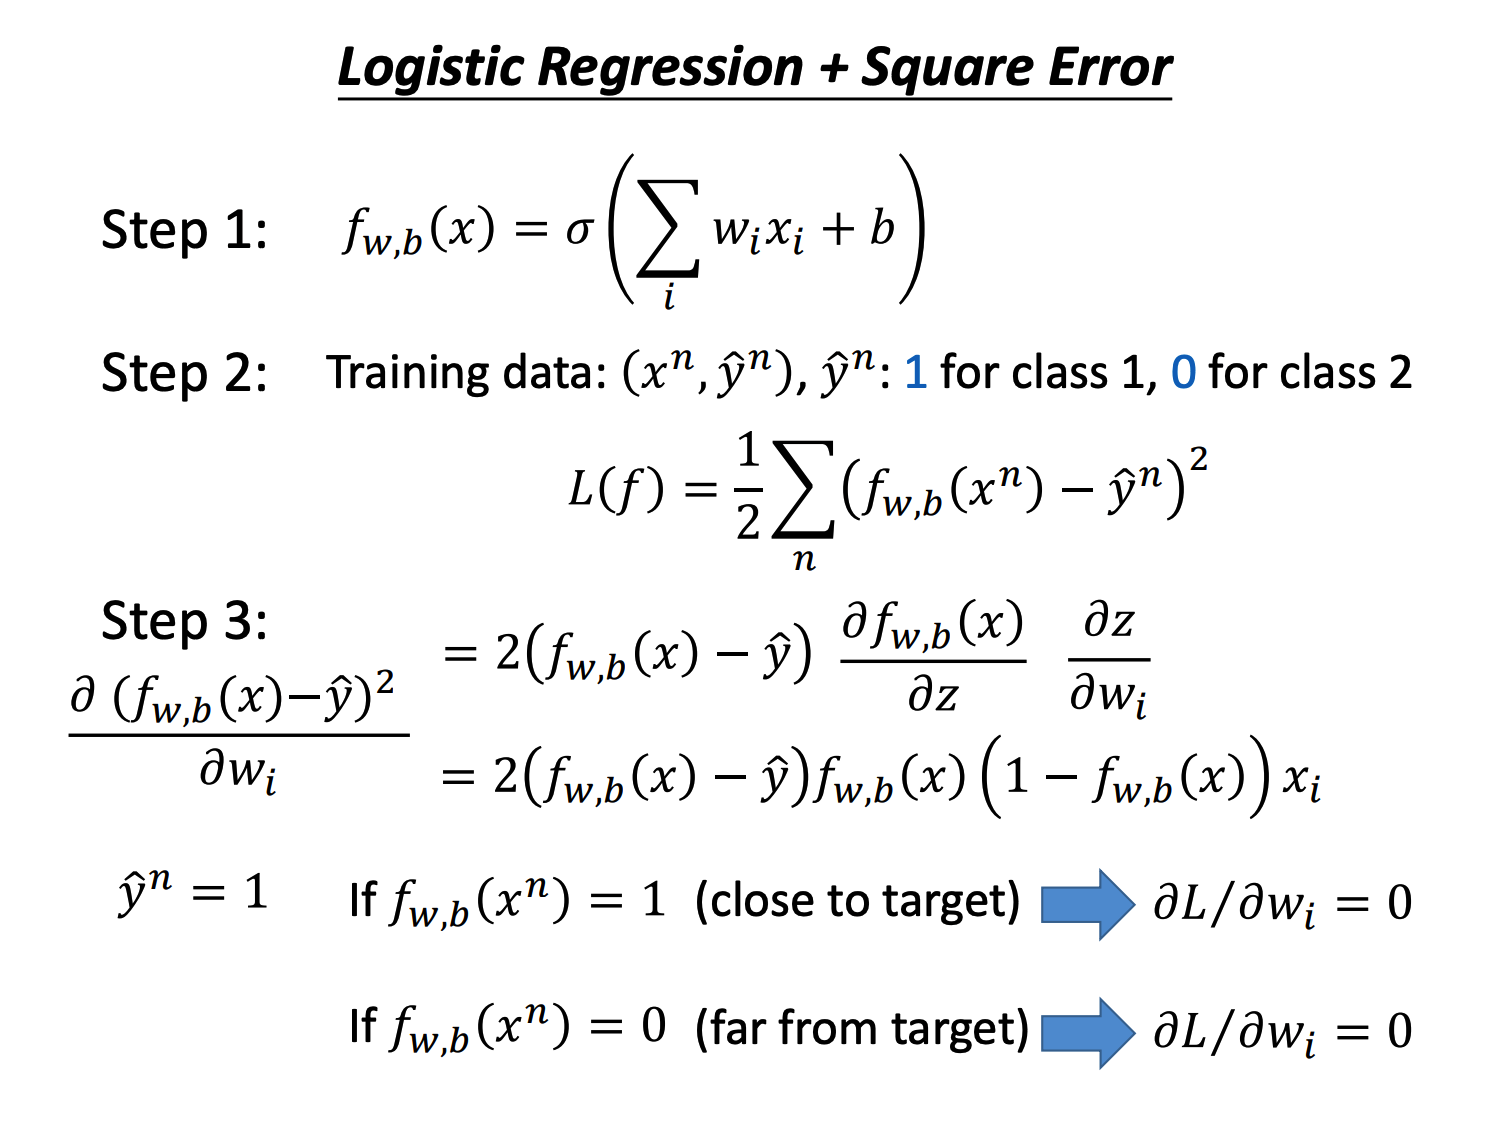 Logistic Regression + Square Error
Step 1: f_{w,b}(x) = σ(∑_i w_i x_i + b)
Step 2: Training data: (x^n, ŷ^n), ŷ^n: 1 for class 1, 0 for class 2
L(f) = 1/2 ∑_n (f_{w,b}(x^n) − ŷ^n)^2
Step 3:
∂ (f_{w,b}(x)−ŷ)^2 / ∂w_i = 2(f_{w,b}(x) − ŷ) ∂f_{w,b}(x)/∂z ∂z/∂w_i
= 2(f_{w,b}(x) − ŷ)f_{w,b}(x)(1 − f_{w,b}(x)) x_i
ŷ^n = 1 If f_{w,b}(x^n) = 1 (close to target) ∂L/∂w_i = 0
If f_{w,b}(x^n) = 0 (far from target) ∂L/∂w_i = 0